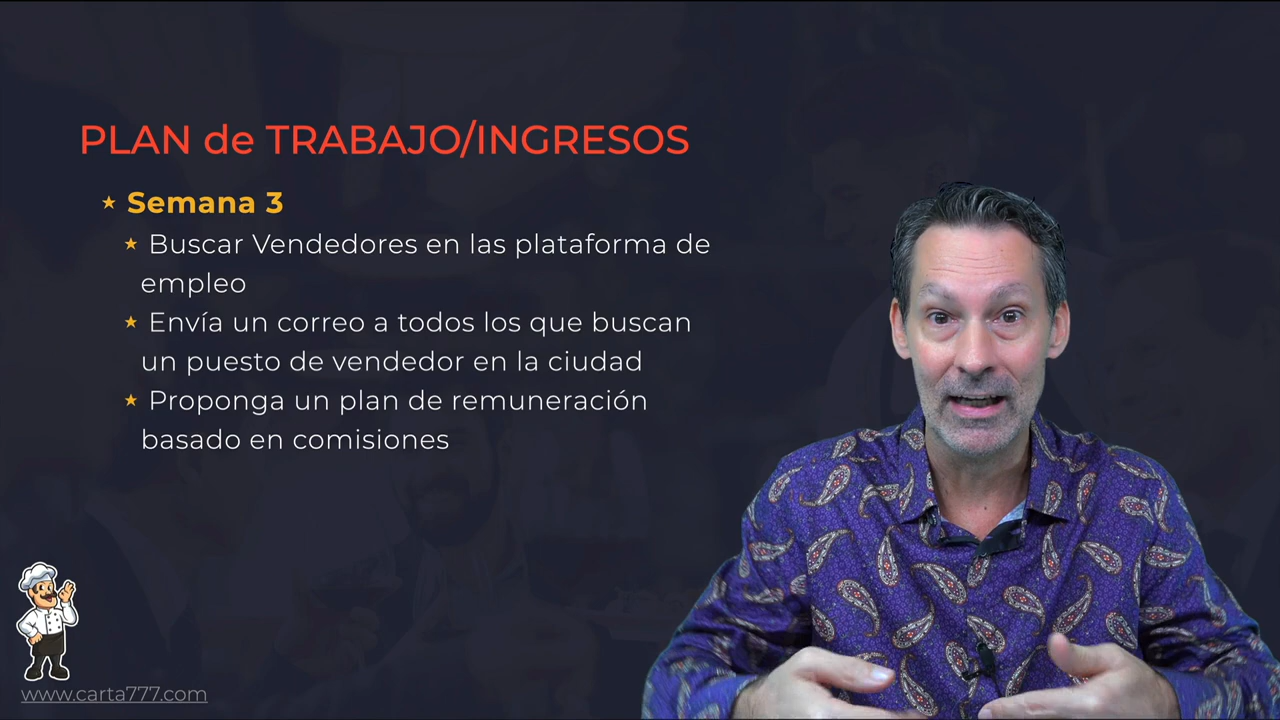 PLAN de TRABAJO/INGRESOS
Semana 3
Buscar Vendedores en las plataforma de
empleo
Envía un correo a todos los que buscan
un puesto de vendedor en la ciudad
Proponga un plan de remuneración
basado en comisiones
www.carta777.com